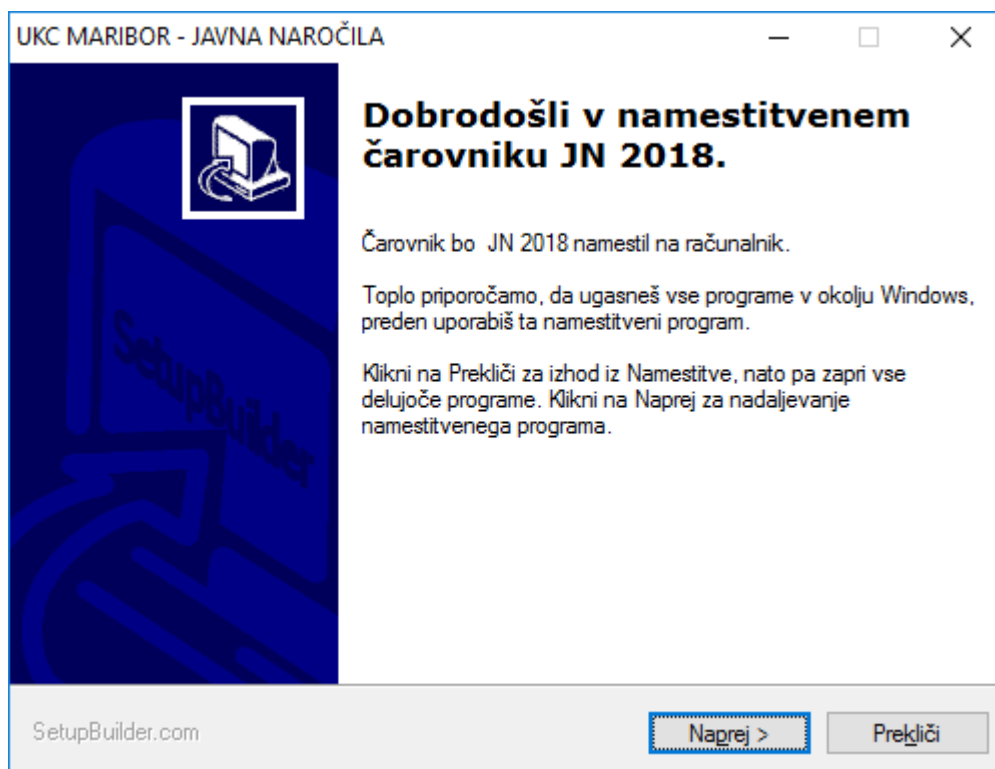 UKC MARIBOR - JAVNA NAROČILA
Dobrodošli v namestitvenem
čarovniku JN 2018.
Čarovnik bo  JN 2018 namestil na računalnik.
Toplo priporočamo, da ugasneš vse programe v okolju Windows,
preden uporabiš ta namestitveni program.
Klikni na Prekliči za izhod iz Namestitve, nato pa zapri vse
delujoče programe. Klikni na Naprej za nadaljevanje
namestitvenega programa.
SetupBuilder
SetupBuilder.com
Naprej >
Prekliči